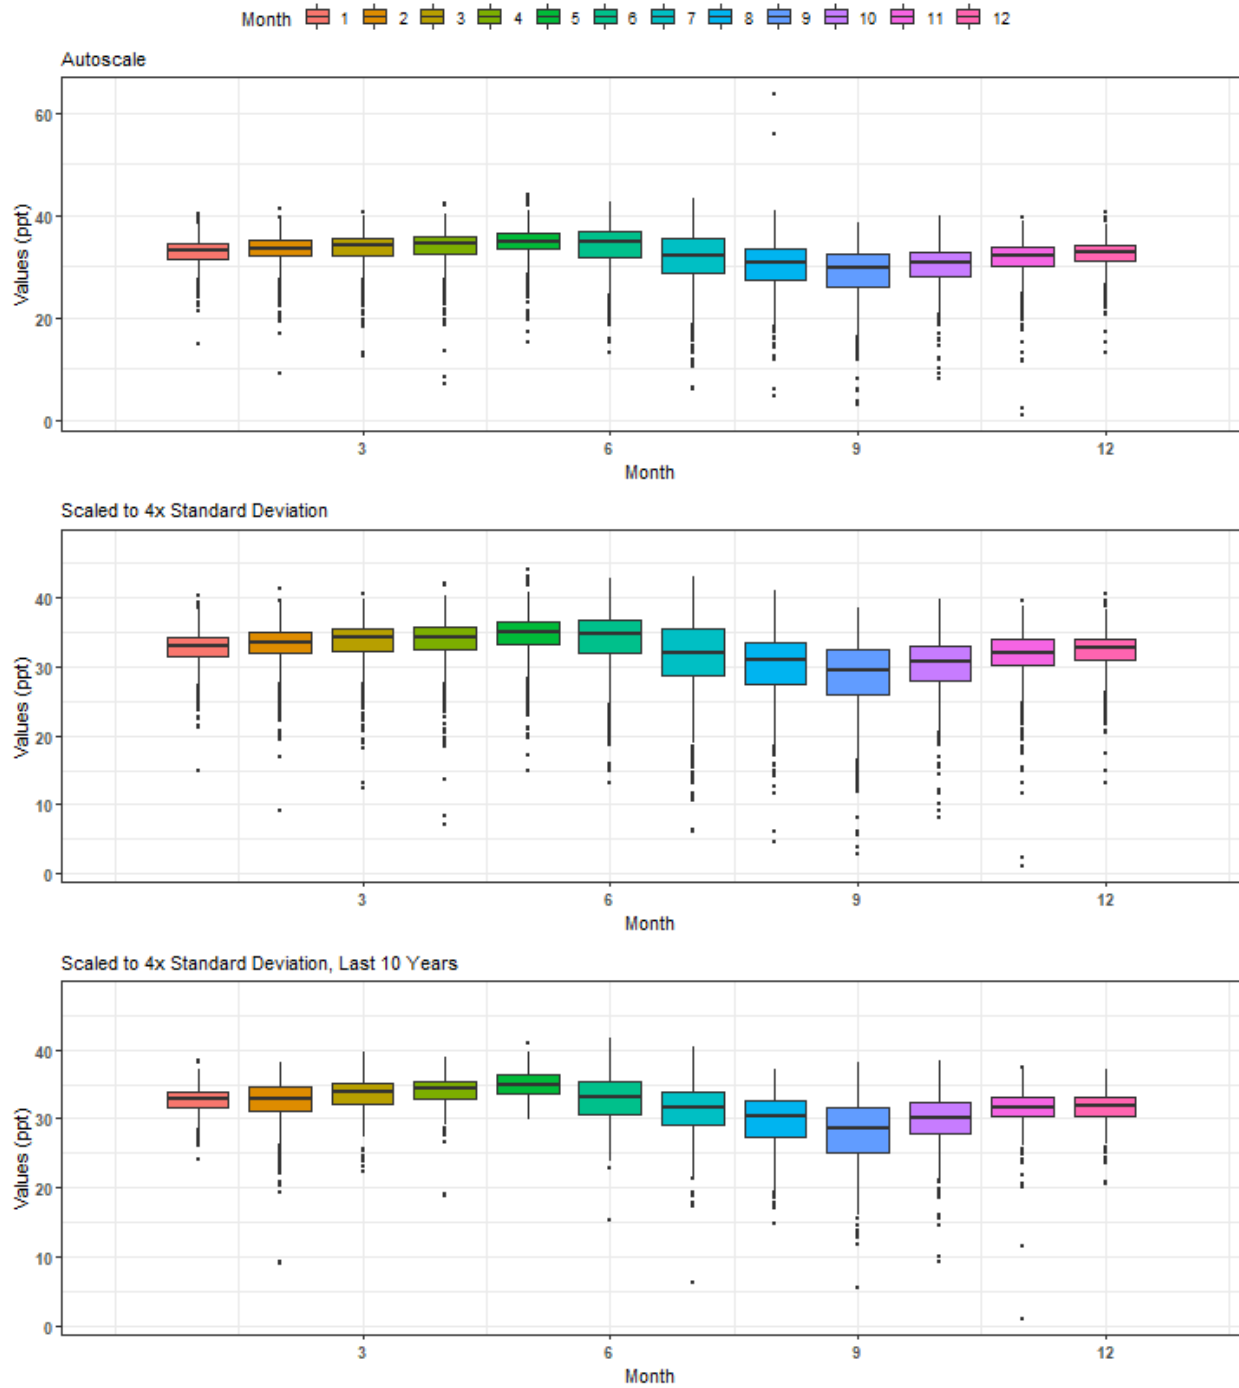 Month 1 2 3 4 5 6 7 8 9 10 11 12
Autoscale
Values (ppt)
60
40
20
0
3 6 9 12
Month
Scaled to 4x Standard Deviation
Values (ppt)
40
30
20
10
0
3 6 9 12
Month
Scaled to 4x Standard Deviation, Last 10 Years
Values (ppt)
40
30
20
10
0
3 6 9 12
Month